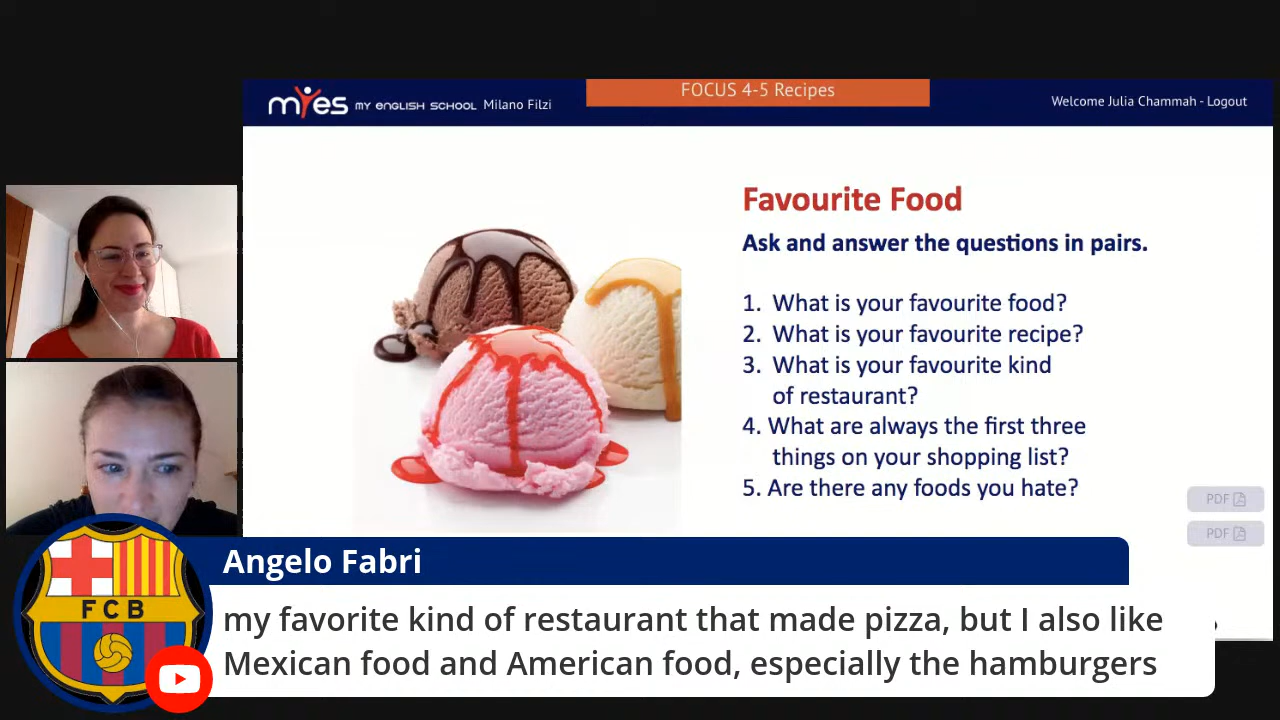 FOCUS 4-5 Recipes
myes MY ENGLISH SCHOOL Milano Filzi
Welcome Julia Chammah - Logout
Favourite Food
Ask and answer the questions in pairs.
1. What is your favourite food?
2. What is your favourite recipe?
3. What is your favourite kind
of restaurant?
4. What are always the first three
things on your shopping list?
5. Are there any foods you hate?
PDF
PDF
Angelo Fabri
my favorite kind of restaurant that made pizza, but I also like
Mexican food and American food, especially the hamburgers
FCB